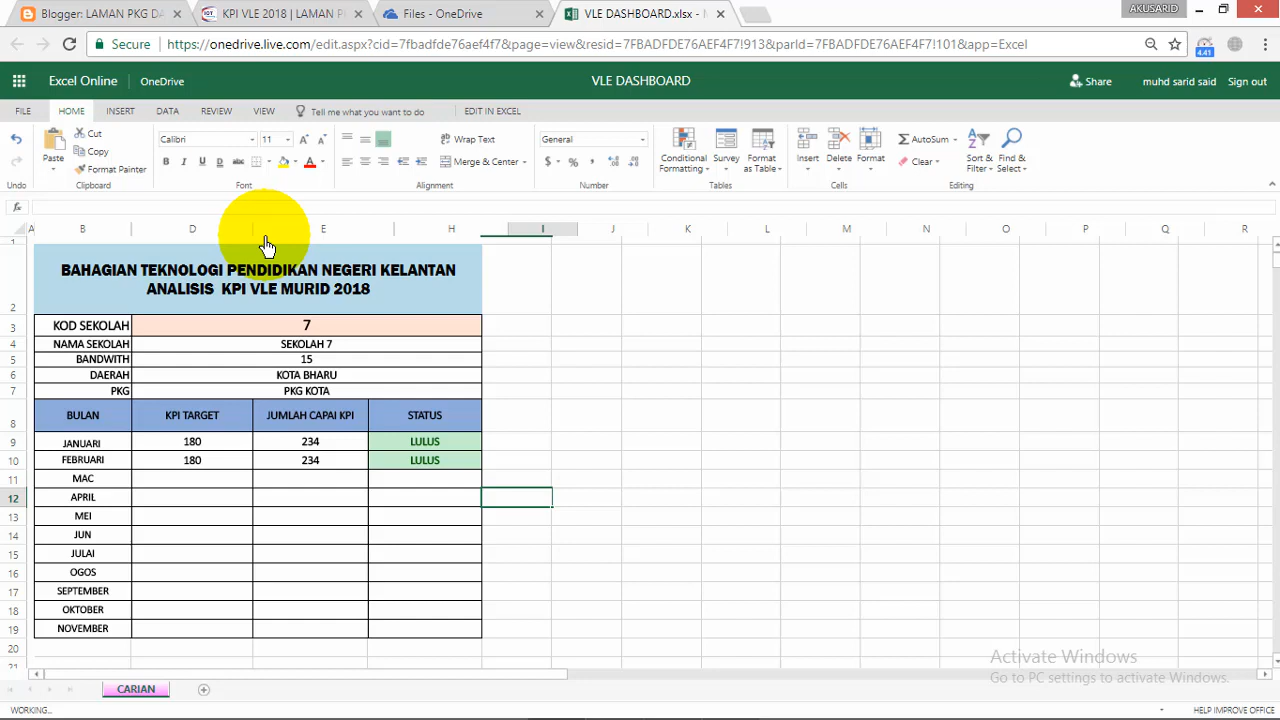 Blogger: LAMAN PKG DA
KPI VLE 2018 | LAMAN P
Files - OneDrive
VLE DASHBOARD.xlsx -
AKUSARID
Secure
https://onedrive.live.com/edit.aspx?cid=7fbadfde76aef4f7&page=view&resid=7FBADFDE76AEF4F7!913&parId=7FBADFDE76AEF4F7!101&app=Excel
4.41
Excel Online
OneDrive
VLE DASHBOARD
Share
muhd sarid said
Sign out
FILE
HOME
INSERT
DATA
REVIEW
VIEW
Tell me what you want to do
EDIT IN EXCEL
Cut
Copy
Format Painter
Paste
Calibri
11
Wrap Text
Merge & Center
General
Conditional Formatting
Survey
Format as Table
Insert
Delete
Format
AutoSum
Clear
Sort & Filter
Find & Select
Undo
Clipboard
Font
Alignment
Number
Tables
Cells
Editing
fx
A B D E H I J K L M N O P Q R
1
BAHAGIAN TEKNOLOGI PENDIDIKAN NEGERI KELANTAN
2 ANALISIS KPI VLE MURID 2018
3 KOD SEKOLAH 7
4 NAMA SEKOLAH SEKOLAH 7
5 BANDWITH 15
6 DAERAH KOTA BHARU
7 PKG PKG KOTA
8 BULAN KPI TARGET JUMLAH CAPAI KPI STATUS
9 JANUARI 180 234 LULUS
10 FEBRUARI 180 234 LULUS
11 MAC
12 APRIL
13 MEI
14 JUN
15 JULAI
16 OGOS
17 SEPTEMBER
18 OKTOBER
19 NOVEMBER
20
21
Activate Windows
Go to PC settings to activate Windows.
CARIAN
WORKING...
HELP IMPROVE OFFICE